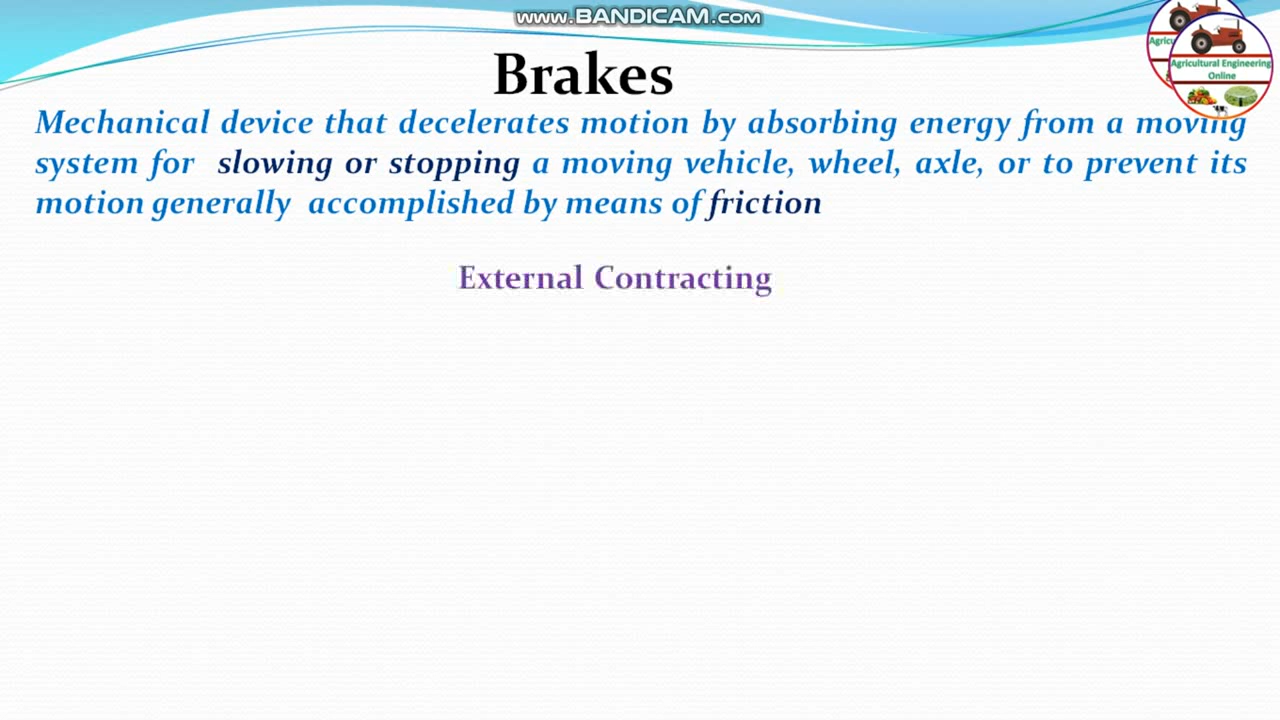 www.BANDICAM.com
Brakes
Agricultural Engineering
Online
Mechanical device that decelerates motion by absorbing energy from a moving
system for slowing or stopping a moving vehicle, wheel, axle, or to prevent its
motion generally accomplished by means of friction
External Contracting